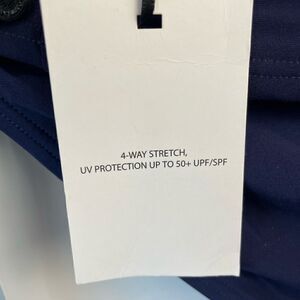 4-WAY STRETCH,
UV PROTECTION UP TO 50+ UPF/SPF